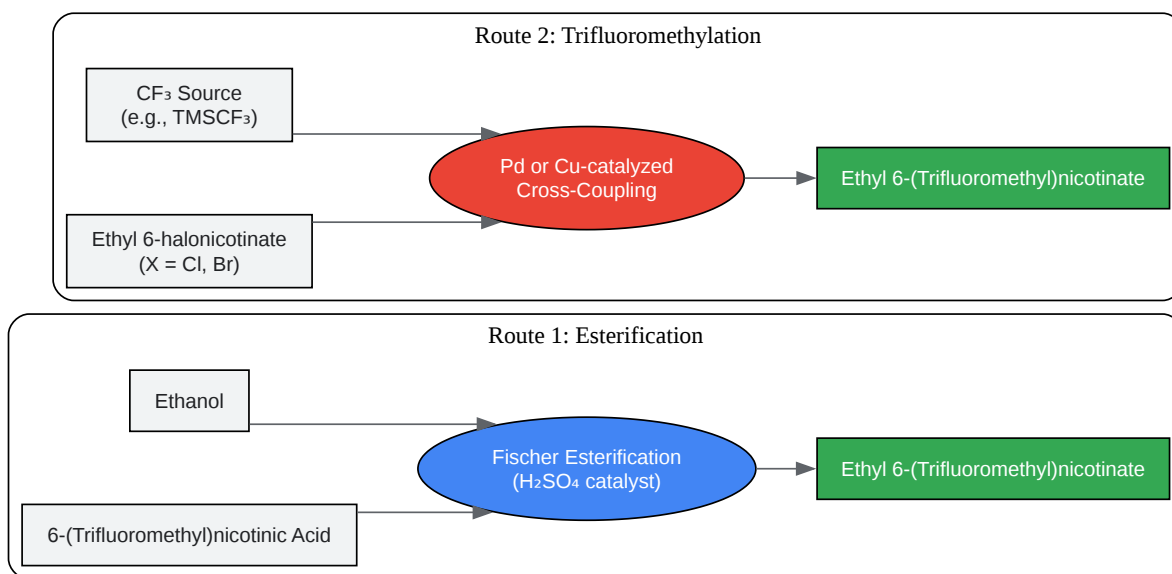 Route 2: Trifluoromethylation
CF₃ Source
(e.g., TMSCF₃)
Pd or Cu-catalyzed
Cross-Coupling
Ethyl 6-(Trifluoromethyl)nicotinate
Ethyl 6-halonicotinate
(X = Cl, Br)
Route 1: Esterification
Ethanol
Fischer Esterification
(H₂SO₄ catalyst)
Ethyl 6-(Trifluoromethyl)nicotinate
6-(Trifluoromethyl)nicotinic Acid